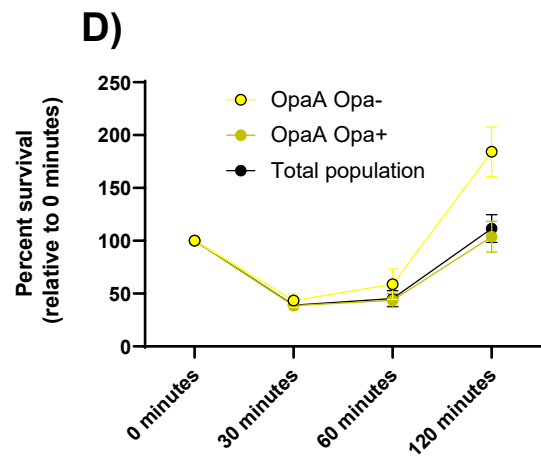 D)
250
200
150
100
50
0
Percent survival
(relative to 0 minutes)
OpaA Opa-
OpaA Opa+
Total population
0 minutes
30 minutes
60 minutes
120 minutes